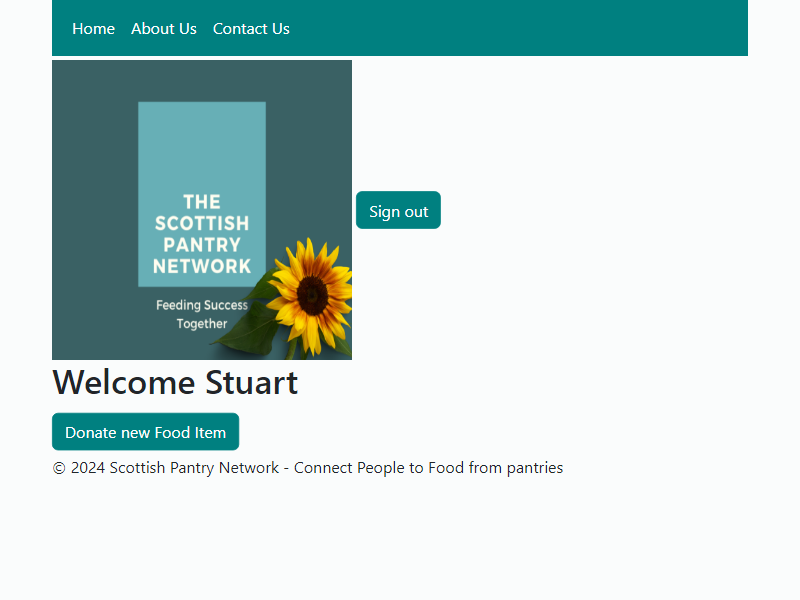 Home About Us Contact Us
THE
SCOTTISH
PANTRY
NETWORK
Feeding Success
Together
Sign out
Welcome Stuart
Donate new Food Item
© 2024 Scottish Pantry Network - Connect People to Food from pantries